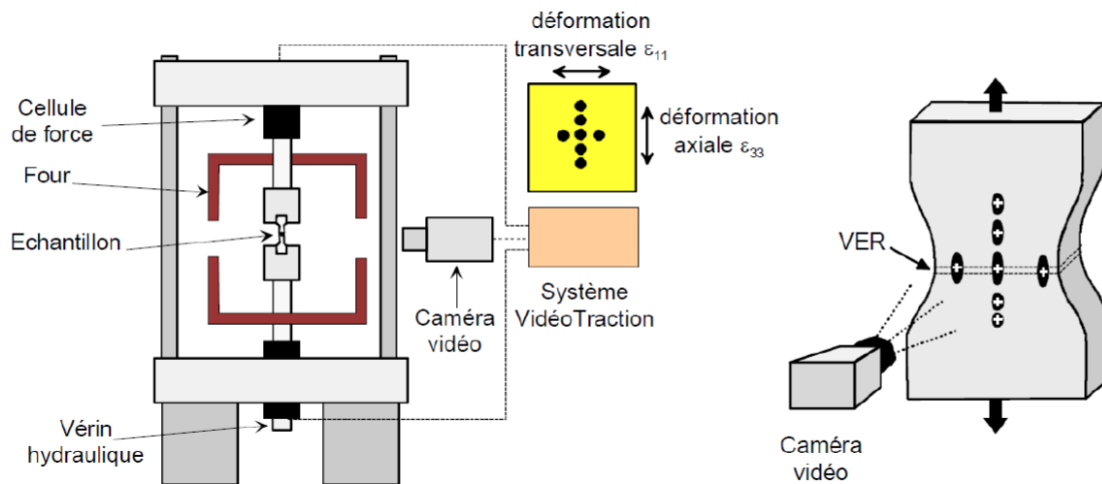 déformation
transversale ε₁₁
Cellule
de force
déformation
axiale ε₃₃
Four
Echantillon
VER
Système
VidéoTraction
Caméra
vidéo
Vérin
hydraulique
Caméra
vidéo